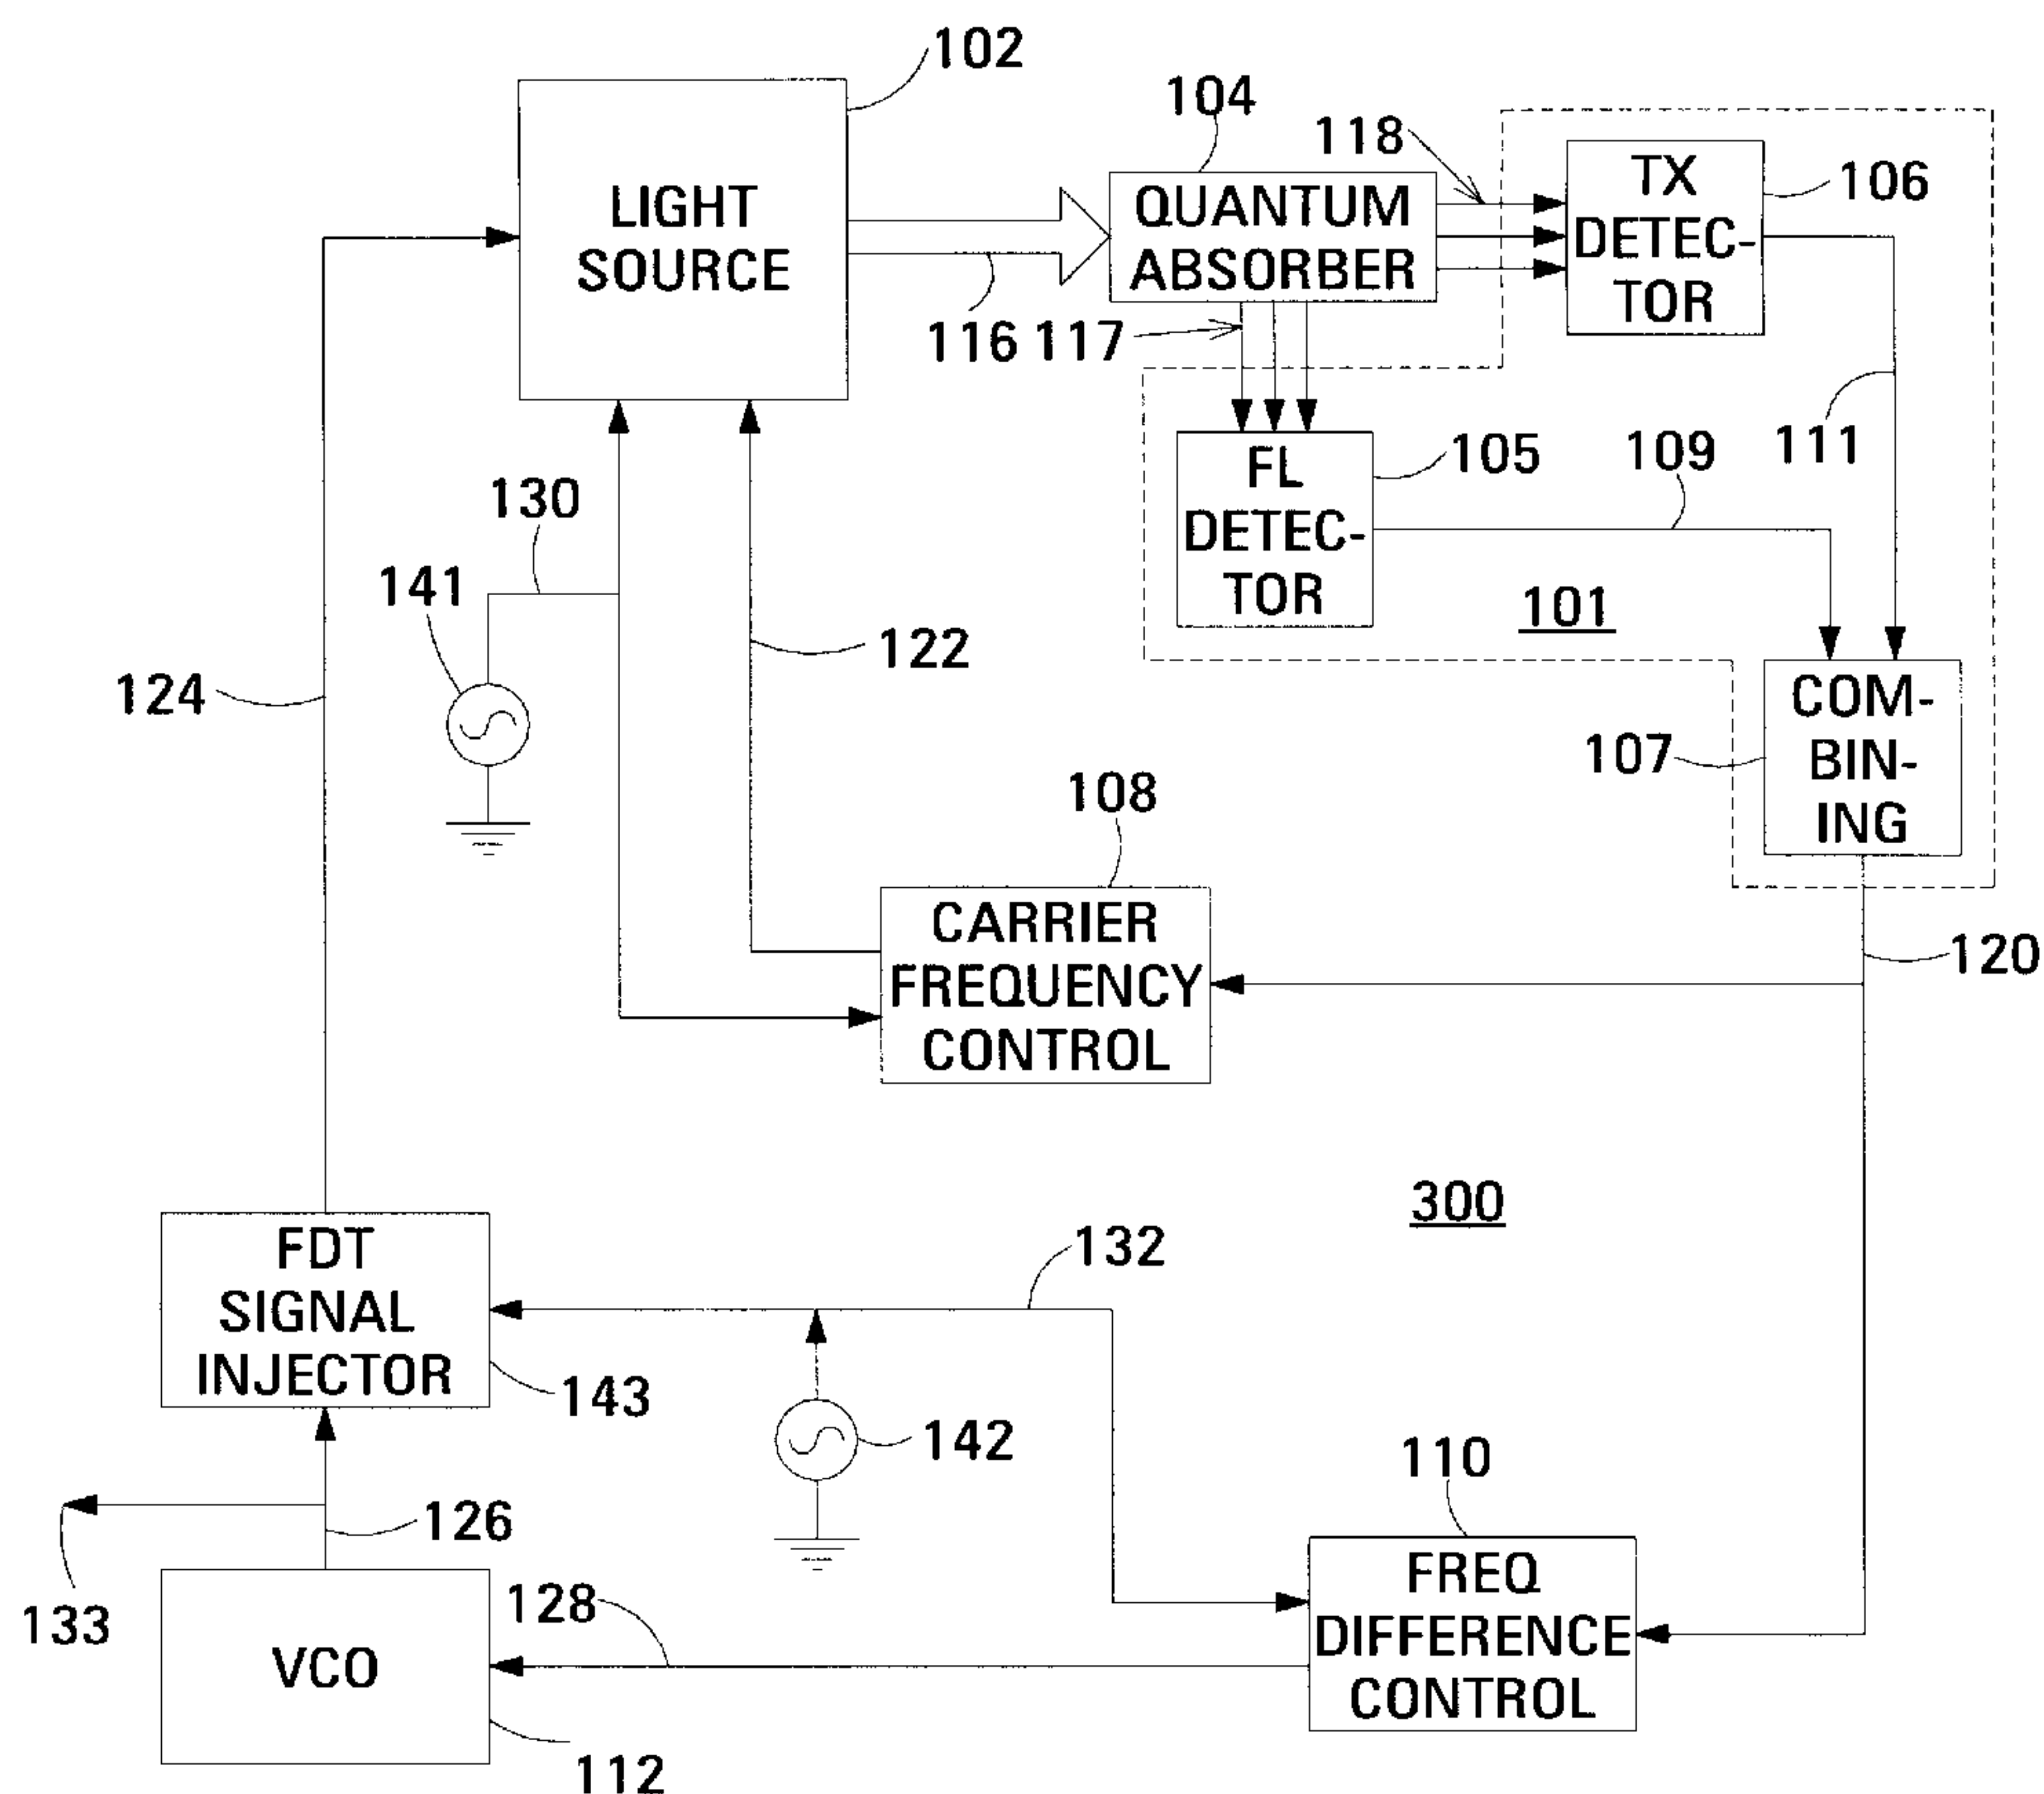 102
104
118
LIGHT
SOURCE
QUANTUM
ABSORBER
TX
DETEC-
TOR
106
116
117
111
FL
DETEC-
TOR
105
109
130
141
101
122
124
COM-
BIN-
ING
107
108
CARRIER
FREQUENCY
CONTROL
120
300
FDT
SIGNAL
INJECTOR
132
143
142
110
126
133
128
FREQ
DIFFERENCE
CONTROL
VCO
112